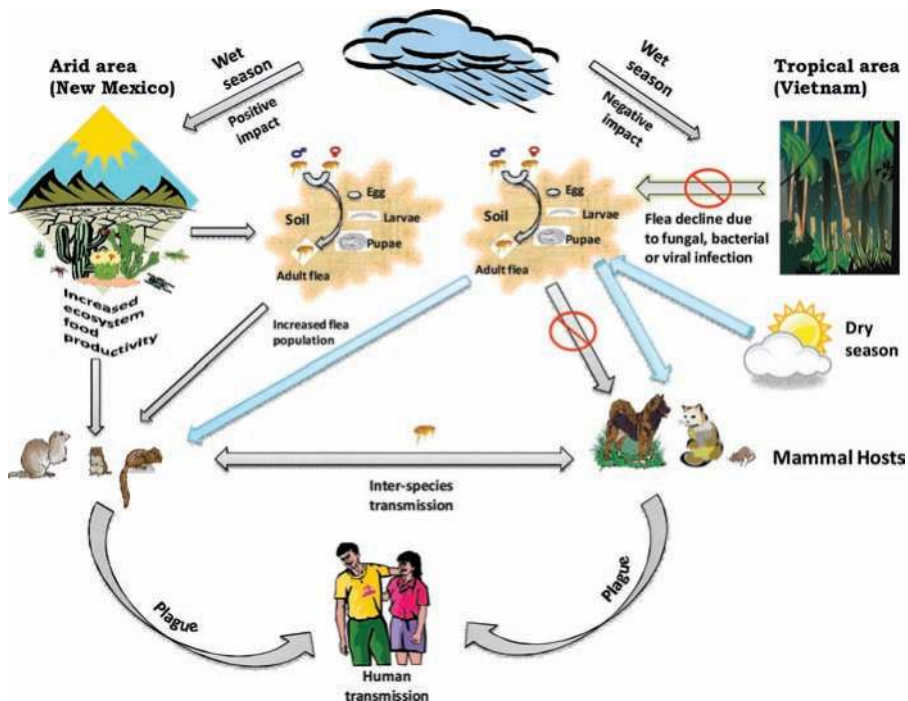 Arid area
(New Mexico)
Wet
season
Positive
impact
Wet
season
Negative
impact
Tropical area
(Vietnam)
Egg
Soil
Larvae
Pupae
Adult flea
Egg
Soil
Larvae
Pupae
Adult flea
Flea decline due
to fungal, bacterial
or viral infection
Increased
ecosystem
food
productivity
Increased flea
population
Dry
season
Mammal Hosts
Inter-species
transmission
Plague
Plague
Human
transmission